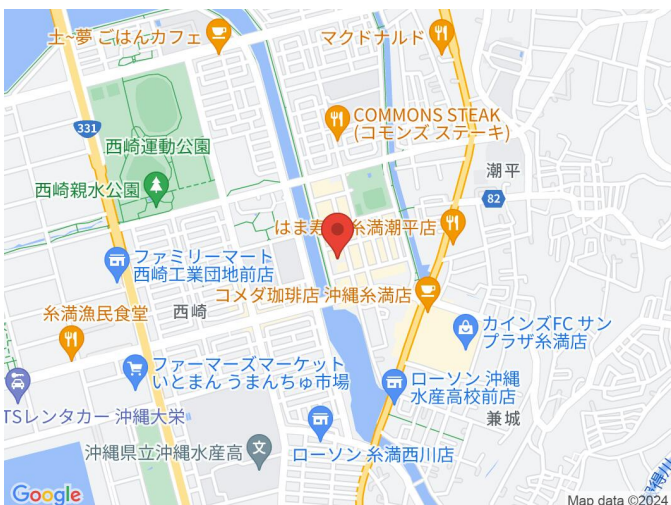 土~夢 ごはんカフェ
マクドナルド
COMMONS STEAK
(コモンズ ステーキ)
331
西崎運動公園
潮平
西崎親水公園
82
はま寿
糸満潮平店
ファミリーマート
西崎工業団地前店
コメダ珈琲店 沖縄糸満店
糸満漁民食堂
西崎
カインズFC サン
プラザ糸満店
ファーマーズマーケット
いとまん うまんちゅ市場
ローソン 沖縄
水産高校前店
TSレンタカー 沖縄大栄
兼城
沖縄県立沖縄水産高
文
ローソン 糸満西川店
Google
Map data ©2024